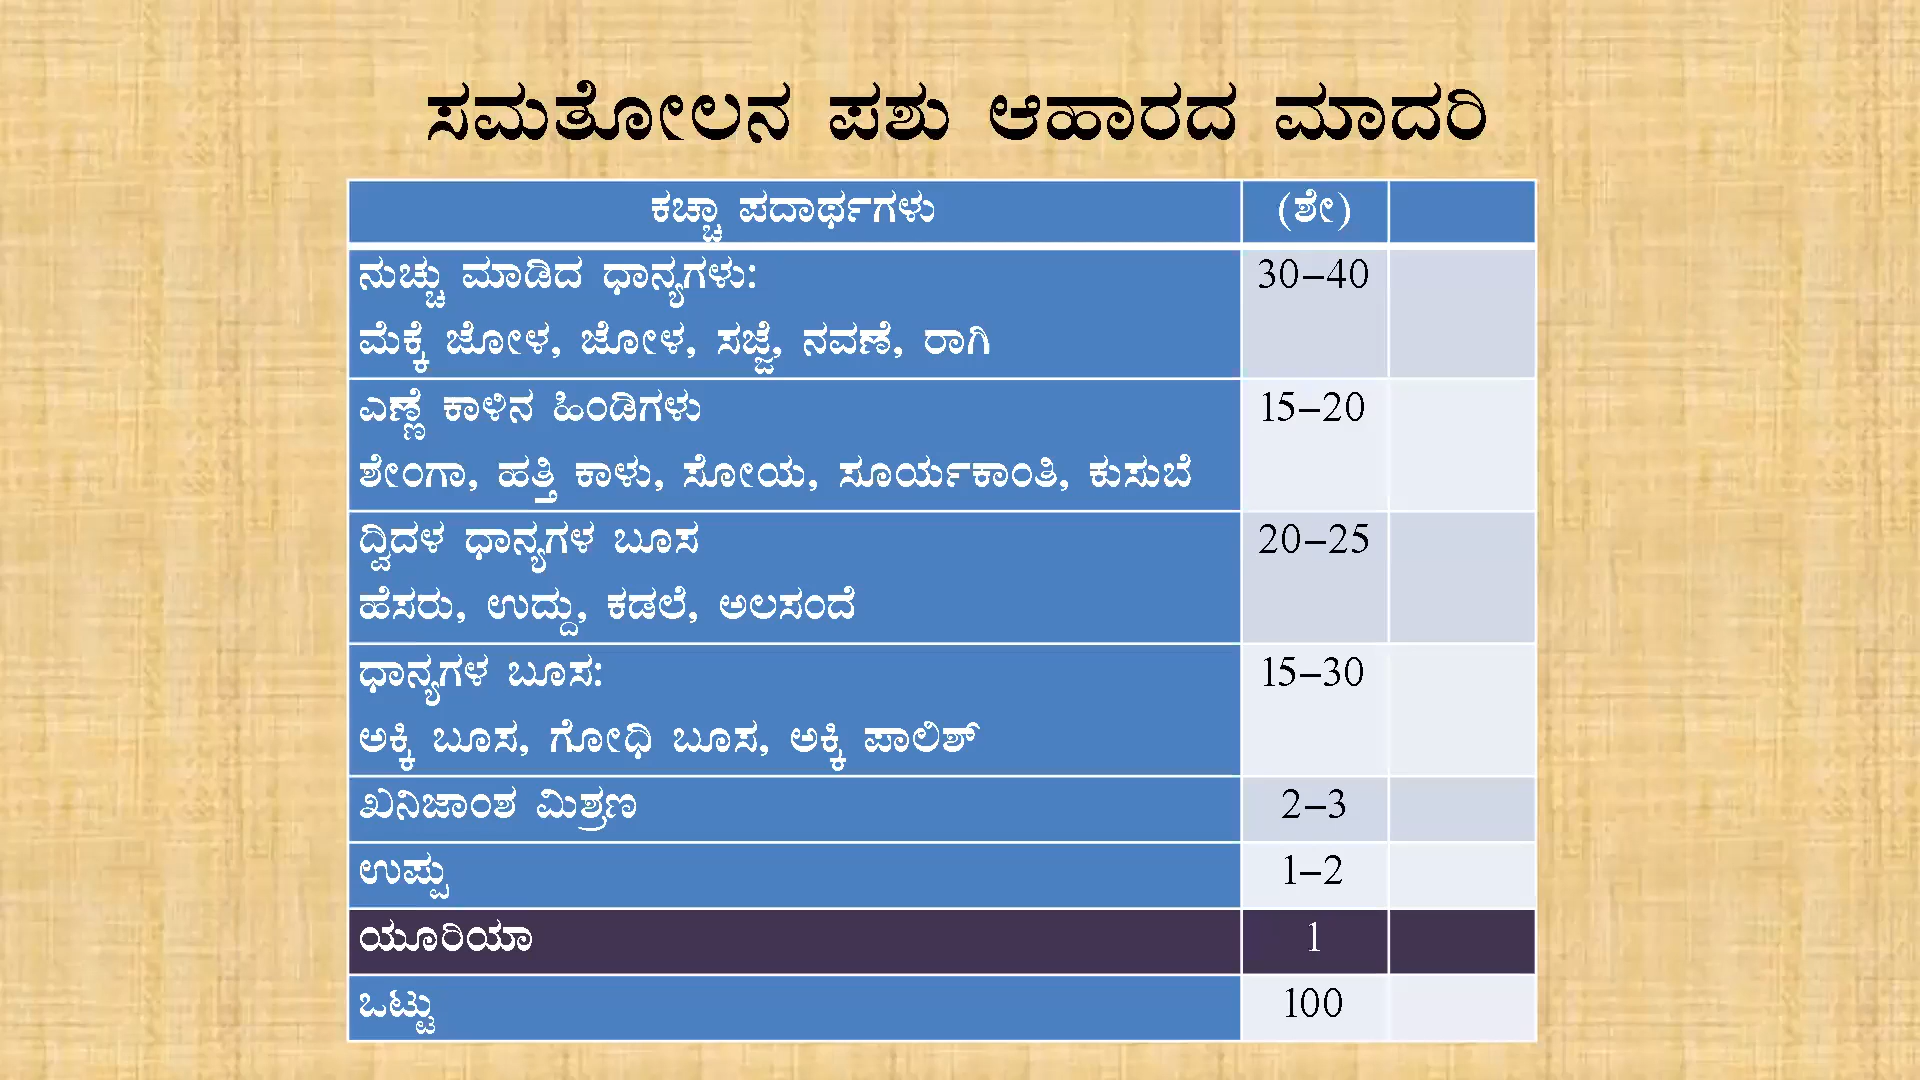 ಸಮತೋಲನ ಪಶು ಆಹಾರದ ಮಾದರಿ
ಕಚ್ಚಾ ಪದಾರ್ಥಗಳು (ಶೇ)
ನುಚ್ಚು ಮಾಡಿದ ಧಾನ್ಯಗಳು: 30–40
ಮೆಕ್ಕೆ ಜೋಳ, ಜೋಳ, ಸಜ್ಜೆ, ನವಣೆ, ರಾಗಿ
ಎಣ್ಣೆ ಕಾಳಿನ ಹಿಂಡಿಗಳು 15–20
ಶೇಂಗಾ, ಹತ್ತಿ ಕಾಳು, ಸೋಯ, ಸೂರ್ಯಕಾಂತಿ, ಕುಸುಬೆ
ದ್ವಿದಳ ಧಾನ್ಯಗಳ ಬೂಸ 20–25
ಹೆಸರು, ಉದ್ದು, ಕಡಲೆ, ಅಲಸಂದೆ
ಧಾನ್ಯಗಳ ಬೂಸ: 15–30
ಅಕ್ಕಿ ಬೂಸ, ಗೋಧಿ ಬೂಸ, ಅಕ್ಕಿ ಪಾಲಿಶ್
ಖನಿಜಾಂಶ ಮಿಶ್ರಣ 2–3
ಉಪ್ಪು 1–2
ಯೂರಿಯಾ 1
ಒಟ್ಟು 100